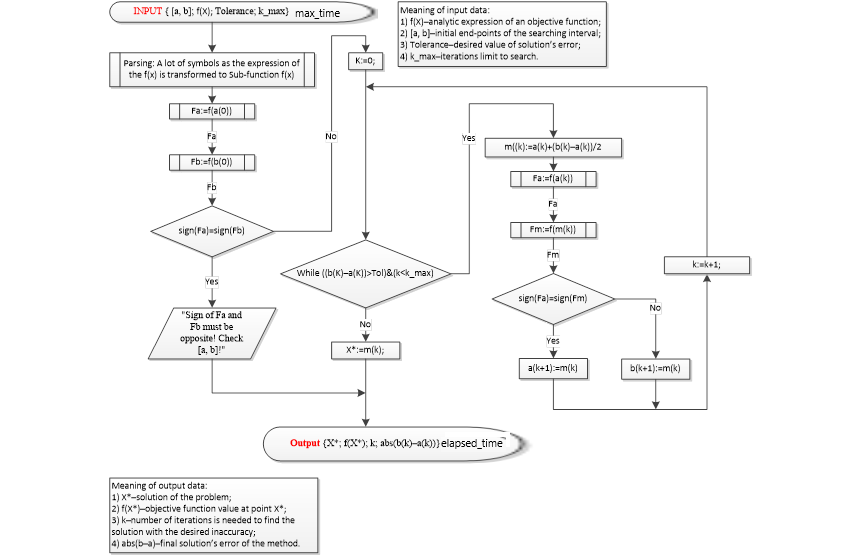 INPUT { [a, b]; f(X); Tolerance; k_max} max_time
Parsing: A lot of symbols as the expression of
the f(x) is transformed to Sub-function f(x)
Fa:=f(a(0))
Fa
Fb:=f(b(0))
Fb
sign(Fa)=sign(Fb)
Yes
"Sign of Fa and
Fb must be
opposite! Check
[a, b]!"
No
K:=0;
While ((b(K)–a(K))>Tol)&(k<k_max)
No
X*:=m(k);
Yes
Meaning of input data:
1) f(X)–analytic expression of an objective function;
2) [a, b]–initial end-points of the searching interval;
3) Tolerance–desired value of solution's error;
4) k_max–iterations limit to search.
m((k):=a(k)+(b(k)–a(k))/2
Fa:=f(a(k))
Fa
Fm:=f(m(k))
Fm
sign(Fa)=sign(Fm)
Yes
No
a(k+1):=m(k)
b(k+1):=m(k)
k:=k+1;
Output {X*; f(X*); k; abs(b(k)–a(k))} elapsed_time
Meaning of output data:
1) X*–solution of the problem;
2) f(X*)–objective function value at point X*;
3) k–number of iterations is needed to find the
solution with the desired inaccuracy;
4) abs(b–a)–final solution's error of the method.